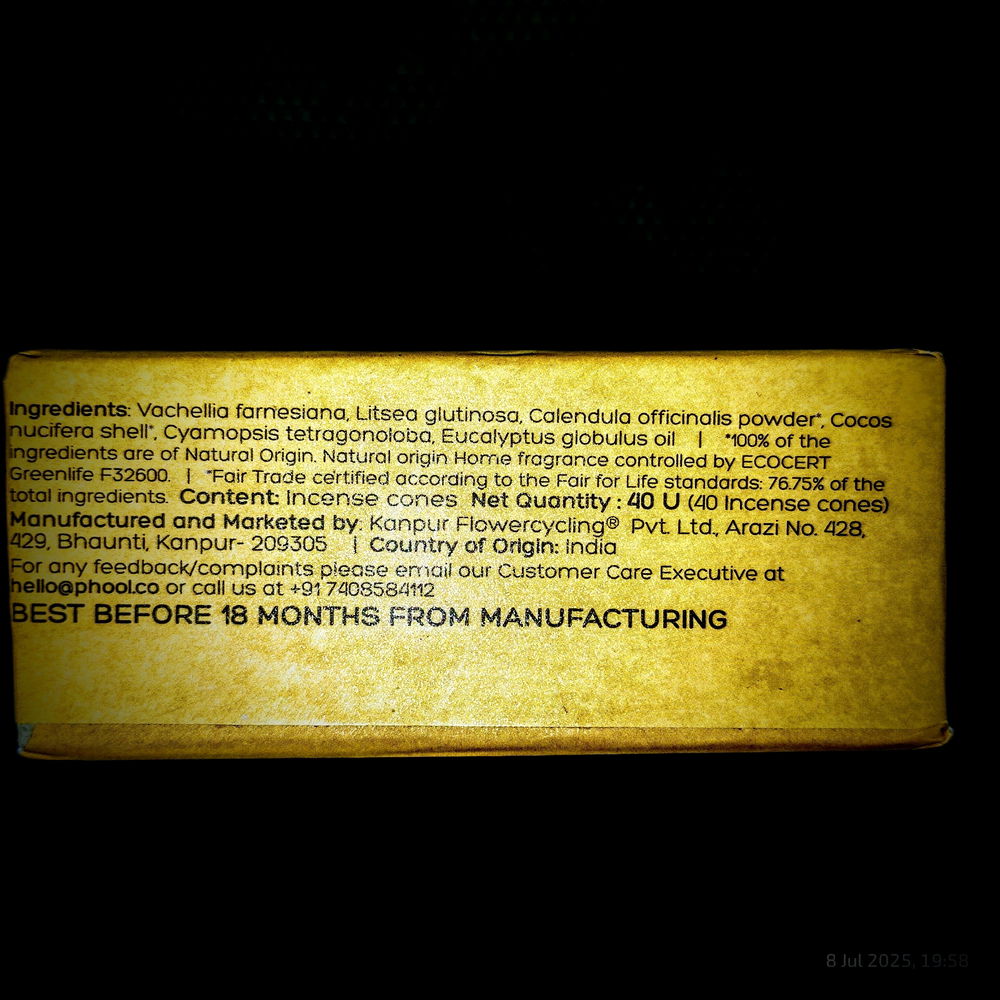 Ingredients: Vachellia farnesiana, Litsea glutinosa, Calendula officinalis powder*, Cocos
nucifera shell*, Cyamopsis tetragonoloba, Eucalyptus globulus oil | *100% of the
ingredients are of Natural Origin. Natural origin Home fragrance controlled by ECOCERT
Greenlife F32600. | *Fair Trade certified according to the Fair for Life standards: 76.75% of the
total ingredients. Content: Incense cones Net Quantity : 40 U (40 Incense cones)
Manufactured and Marketed by: Kanpur Flowercycling® Pvt. Ltd., Arazi No. 428,
429, Bhaunti, Kanpur- 209305 | Country of Origin: India
For any feedback/complaints please email our Customer Care Executive at
hello@phool.co or call us at +91 7408584112
BEST BEFORE 18 MONTHS FROM MANUFACTURING
8 Jul 2025, 19:58